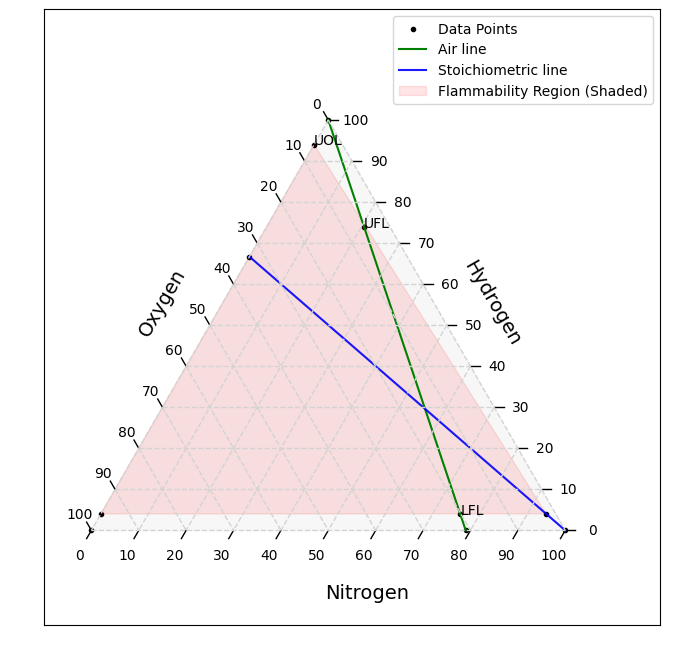 Data Points
Air line
Stoichiometric line
Flammability Region (Shaded)
0
100
UOL
10
90
20
80
UFL
30
70
40
60
Oxygen
Hydrogen
50
50
60
40
70
30
80
20
90
10
100
LFL
0
0 10 20 30 40 50 60 70 80 90 100
Nitrogen